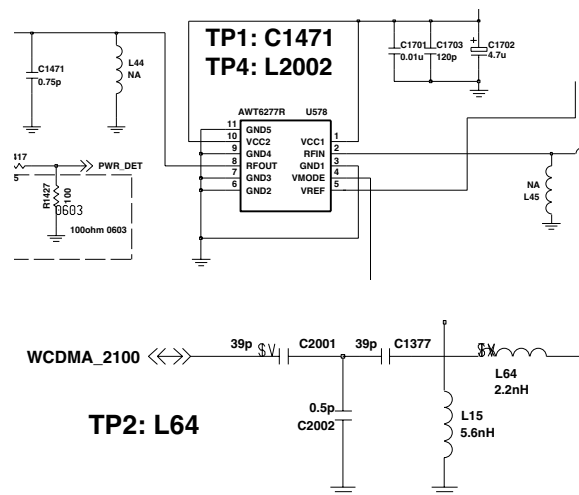 TP1: C1471
TP4: L2002
C1471
0.75p
L44
NA
C1701
0.01u
C1703
120p
+
C1702
4.7u
AWT6277R
U578
11 GND5
10 VCC2
9 GND4
8 RFOUT
7 GND3
6 GND2
VCC1 1
RFIN 2
GND1 3
VMODE 4
VREF 5
417
5
PWR_DET
R1427
100
0603
100ohm 0603
NA
L45
WCDMA_2100
39p
$V
C2001
39p
C1377
$V
L64
2.2nH
0.5p
C2002
L15
5.6nH
TP2: L64